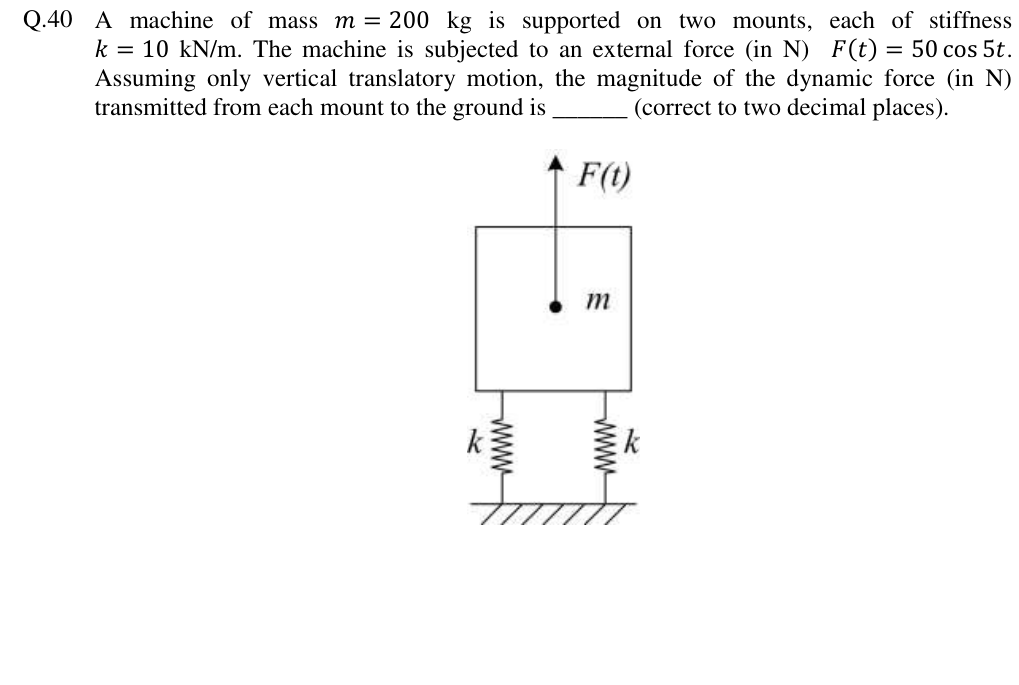 Q.40 A machine of mass m = 200 kg is supported on two mounts, each of stiffness
k = 10 kN/m. The machine is subjected to an external force (in N) F(t) = 50 cos 5t.
Assuming only vertical translatory motion, the magnitude of the dynamic force (in N)
transmitted from each mount to the ground is ______ (correct to two decimal places).
F(t)
m
k k